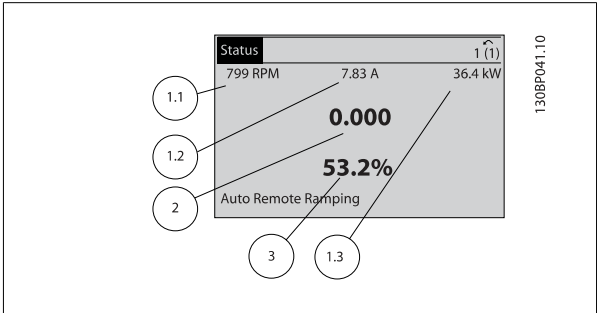 Status
1 (1)
799 RPM 7.83 A 36.4 kW
0.000
53.2%
Auto Remote Ramping
1.1
1.2
2
3
1.3
130BP041.10